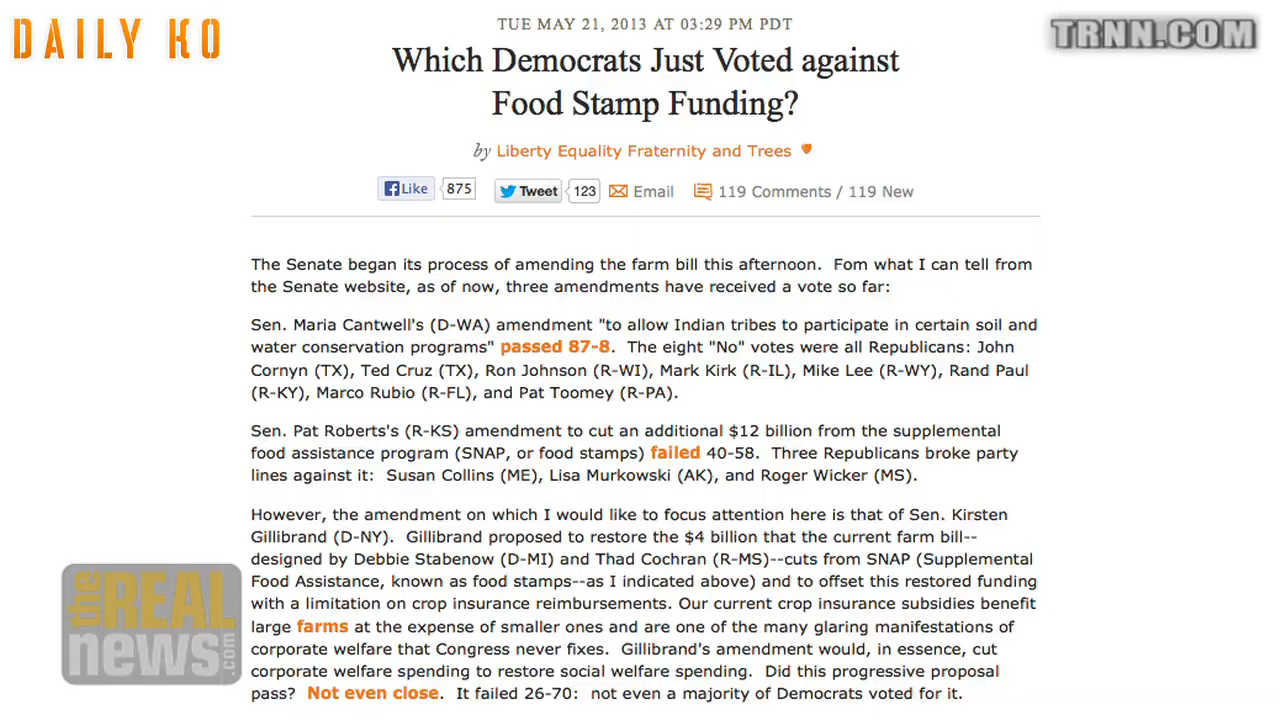 DAILY KO
TRNN.COM
TUE MAY 21, 2013 AT 03:29 PM PDT
Which Democrats Just Voted against
Food Stamp Funding?
by Liberty Equality Fraternity and Trees
Like 875 Tweet 123 Email 119 Comments / 119 New
The Senate began its process of amending the farm bill this afternoon. Fom what I can tell from
the Senate website, as of now, three amendments have received a vote so far:
Sen. Maria Cantwell's (D-WA) amendment "to allow Indian tribes to participate in certain soil and
water conservation programs" passed 87-8. The eight "No" votes were all Republicans: John
Cornyn (TX), Ted Cruz (TX), Ron Johnson (R-WI), Mark Kirk (R-IL), Mike Lee (R-WY), Rand Paul
(R-KY), Marco Rubio (R-FL), and Pat Toomey (R-PA).
Sen. Pat Roberts's (R-KS) amendment to cut an additional $12 billion from the supplemental
food assistance program (SNAP, or food stamps) failed 40-58. Three Republicans broke party
lines against it: Susan Collins (ME), Lisa Murkowski (AK), and Roger Wicker (MS).
However, the amendment on which I would like to focus attention here is that of Sen. Kirsten
Gillibrand (D-NY). Gillibrand proposed to restore the $4 billion that the current farm bill--
designed by Debbie Stabenow (D-MI) and Thad Cochran (R-MS)--cuts from SNAP (Supplemental
Food Assistance, known as food stamps--as I indicated above) and to offset this restored funding
with a limitation on crop insurance reimbursements. Our current crop insurance subsidies benefit
large farms at the expense of smaller ones and are one of the many glaring manifestations of
corporate welfare that Congress never fixes. Gillibrand's amendment would, in essence, cut
corporate welfare spending to restore social welfare spending. Did this progressive proposal
pass? Not even close. It failed 26-70: not even a majority of Democrats voted for it.
the REAL
news.com